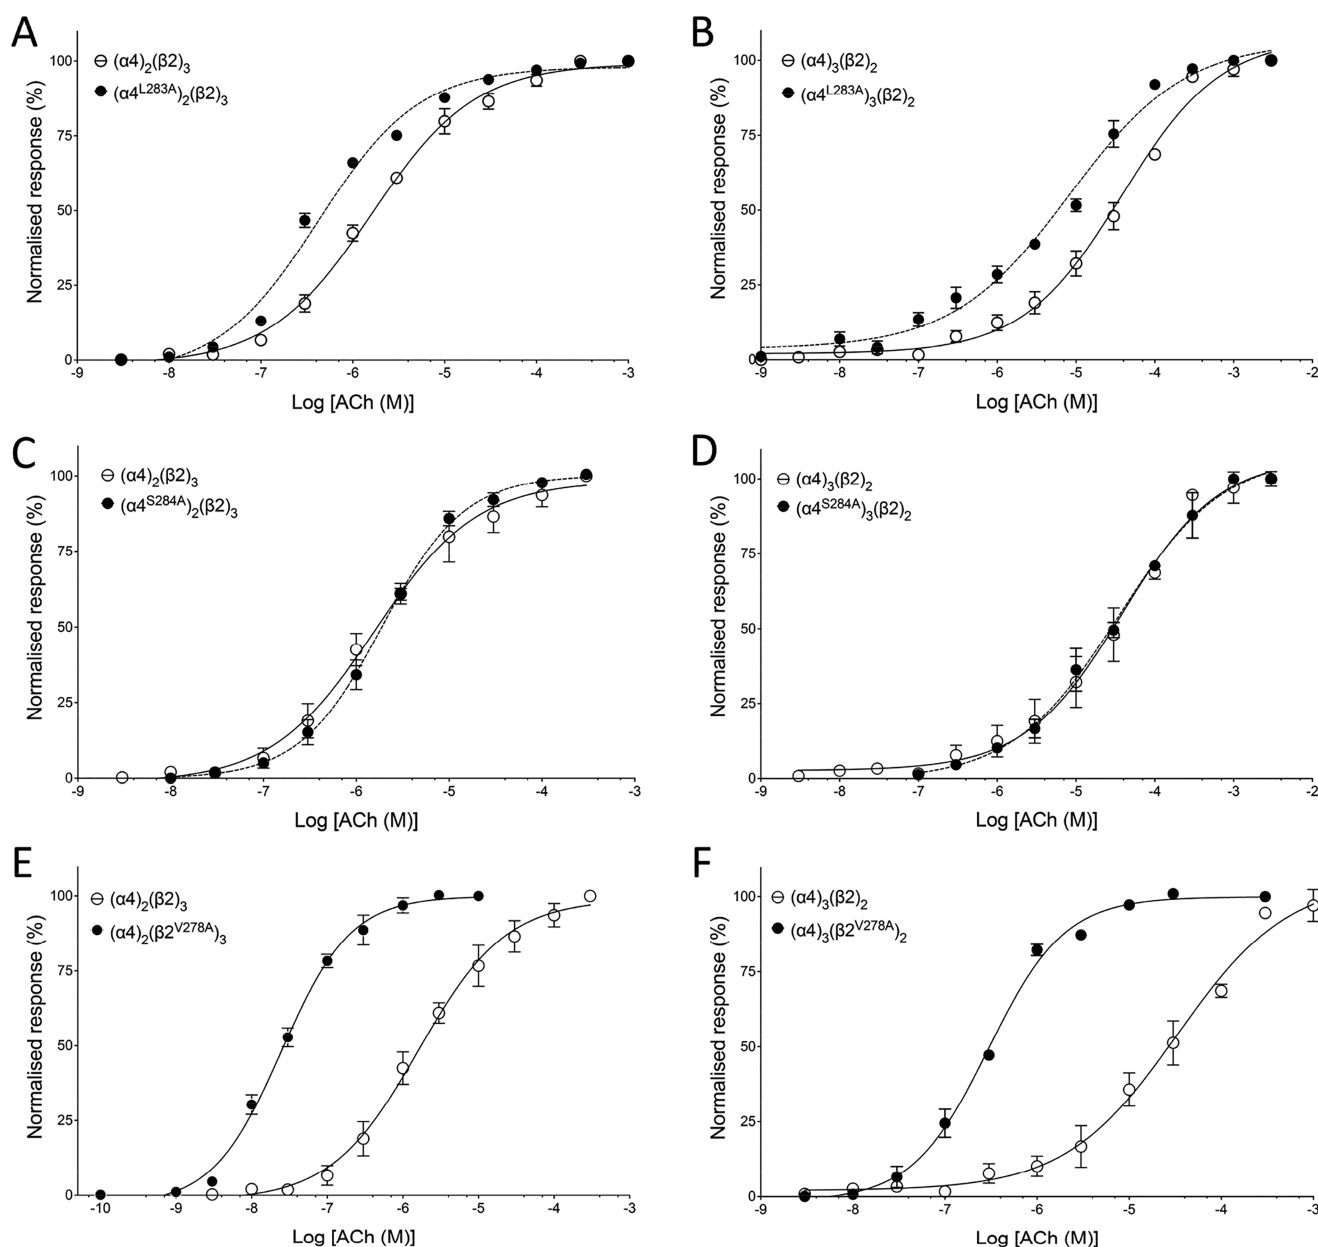 A
(α4)₂(β2)₃
(α4ᴸ²⁸³ᴬ)₂(β2)₃
Normalised response (%)
100
75
50
25
0
-8 -7 -6 -5 -4 -3
Log [ACh (M)]
B
(α4)₃(β2)₂
(α4ᴸ²⁸³ᴬ)₃(β2)₂
Normalised response (%)
100
75
50
25
0
-9 -8 -7 -6 -5 -4 -3 -2
Log [ACh (M)]
C
(α4)₂(β2)₃
(α4ˢ²⁸⁴ᴬ)₂(β2)₃
Normalised response (%)
100
75
50
25
0
-8 -7 -6 -5 -4 -3
Log [ACh (M)]
D
(α4)₃(β2)₂
(α4ˢ²⁸⁴ᴬ)₃(β2)₂
Normalised response (%)
100
75
50
25
0
-9 -8 -7 -6 -5 -4 -3 -2
Log [ACh (M)]
E
(α4)₂(β2)₃
(α4)₂(β2ⱽ²⁷⁸ᴬ)₃
Normalised response (%)
100
75
50
25
0
-10 -9 -8 -7 -6 -5 -4 -3
Log [ACh (M)]
F
(α4)₃(β2)₂
(α4)₃(β2ⱽ²⁷⁸ᴬ)₂
Normalised response (%)
100
75
50
25
0
-9 -8 -7 -6 -5 -4 -3
Log [ACh (M)]